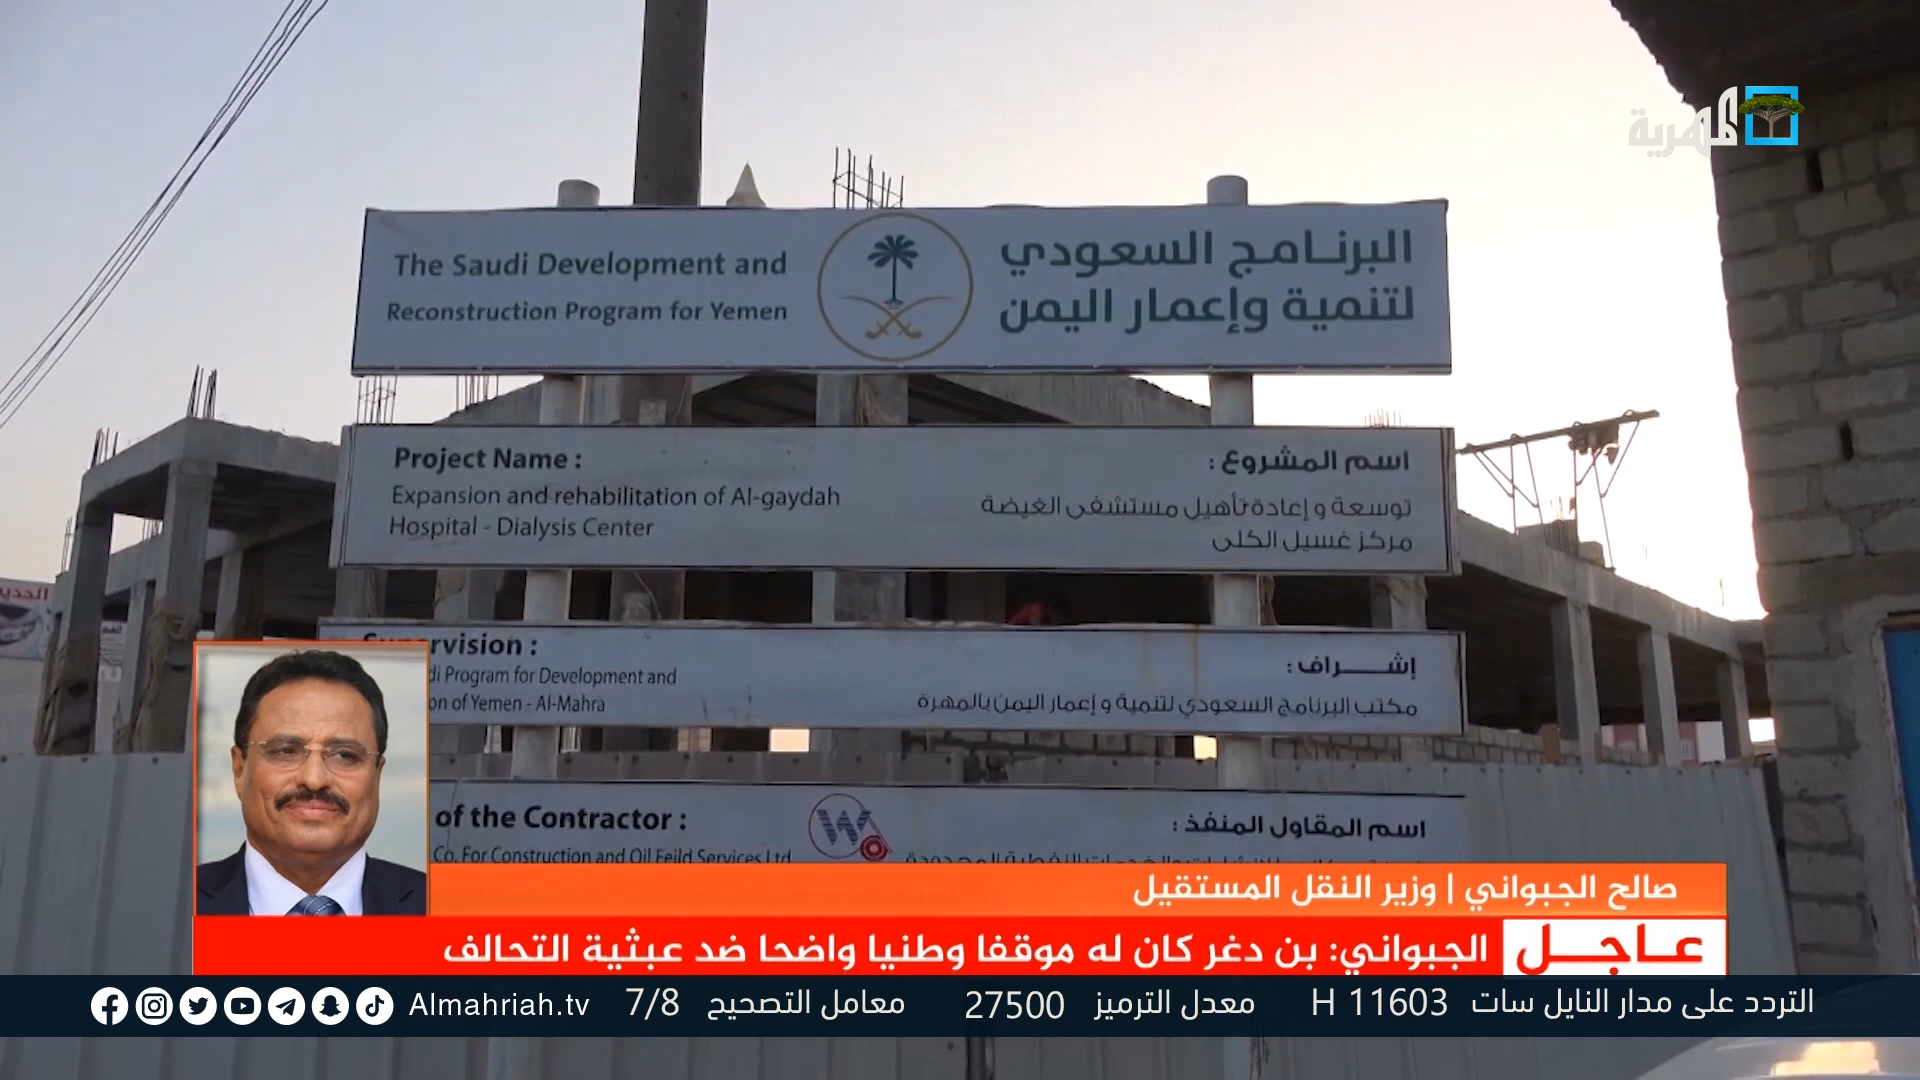 المهرية
The Saudi Development and
Reconstruction Program for Yemen
البرنامج السعودي
لتنمية وإعمار اليمن
Project Name :
Expansion and rehabilitation of Al-gaydah
Hospital - Dialysis Center
اسم المشروع :
توسعة و إعادة تأهيل مستشفى الغيضة
مركز غسيل الكلى
rvision :
di Program for Development and
on of Yemen - Al-Mahra
إشراف :
مكتب البرنامج السعودي لتنمية و إعمار اليمن بالمهرة
of the Contractor :
Co. For Construction and Oil Feild Services Ltd
W
اسم المقاول المنفذ :
صالح الجبواني | وزير النقل المستقيل
عاجل
الجبواني: بن دغر كان له موقفا وطنيا واضحا ضد عبثية التحالف
التردد على مدار النايل سات 11603 H معدل الترميز 27500 معامل التصحيح 7/8 Almahriah.tv